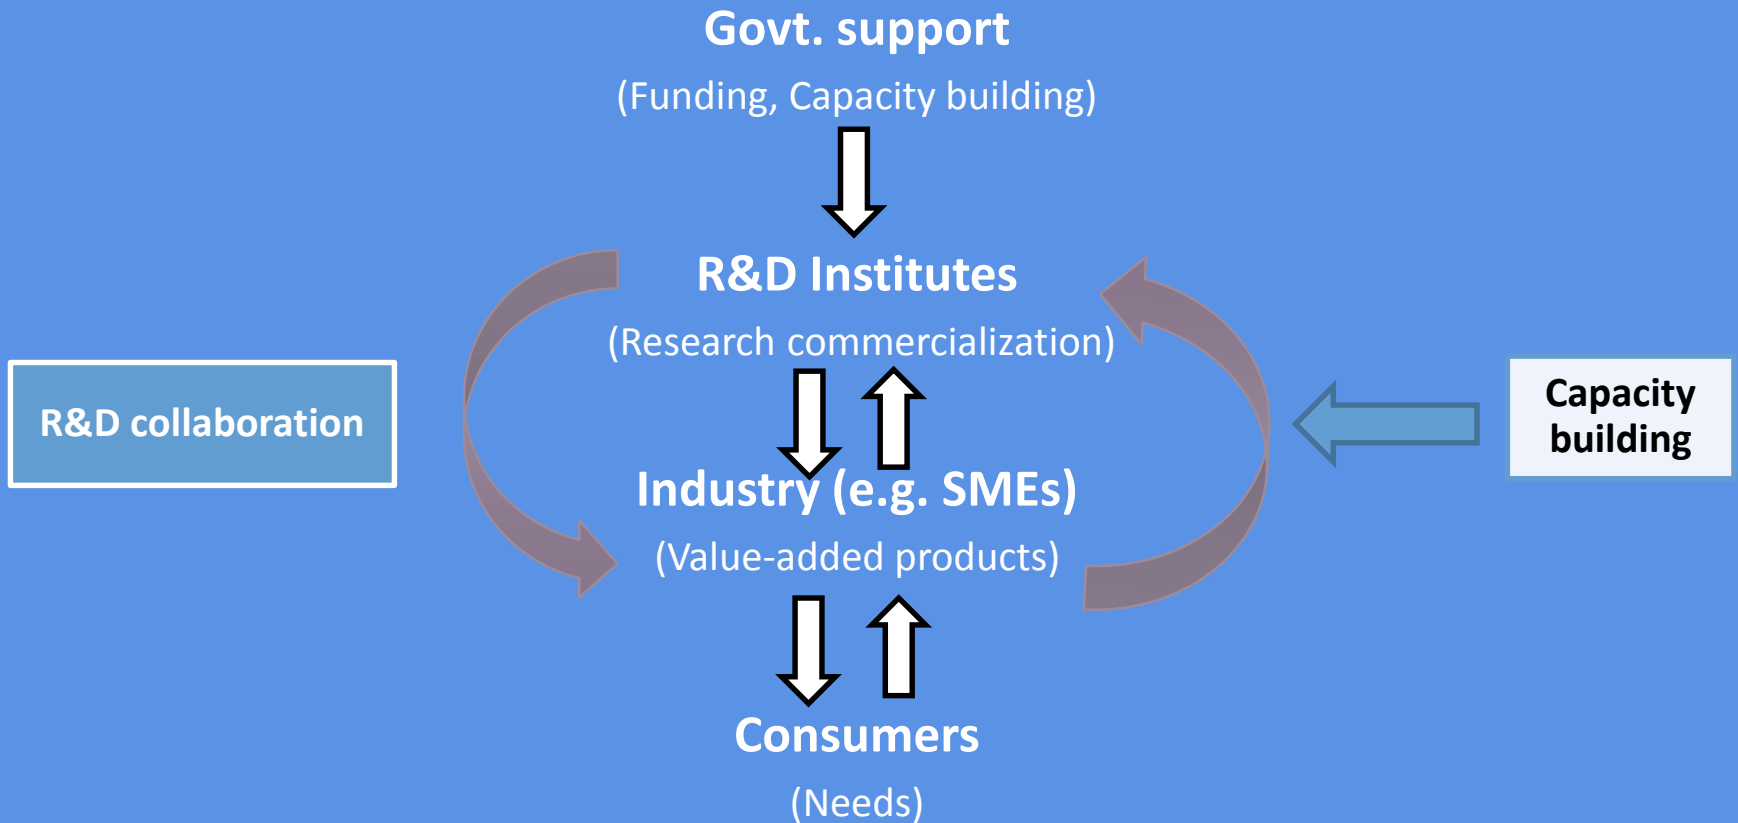 Govt. support
(Funding, Capacity building)
R&D Institutes
(Research commercialization)
R&D collaboration
Capacity
building
Industry (e.g. SMEs)
(Value-added products)
Consumers
(Needs)